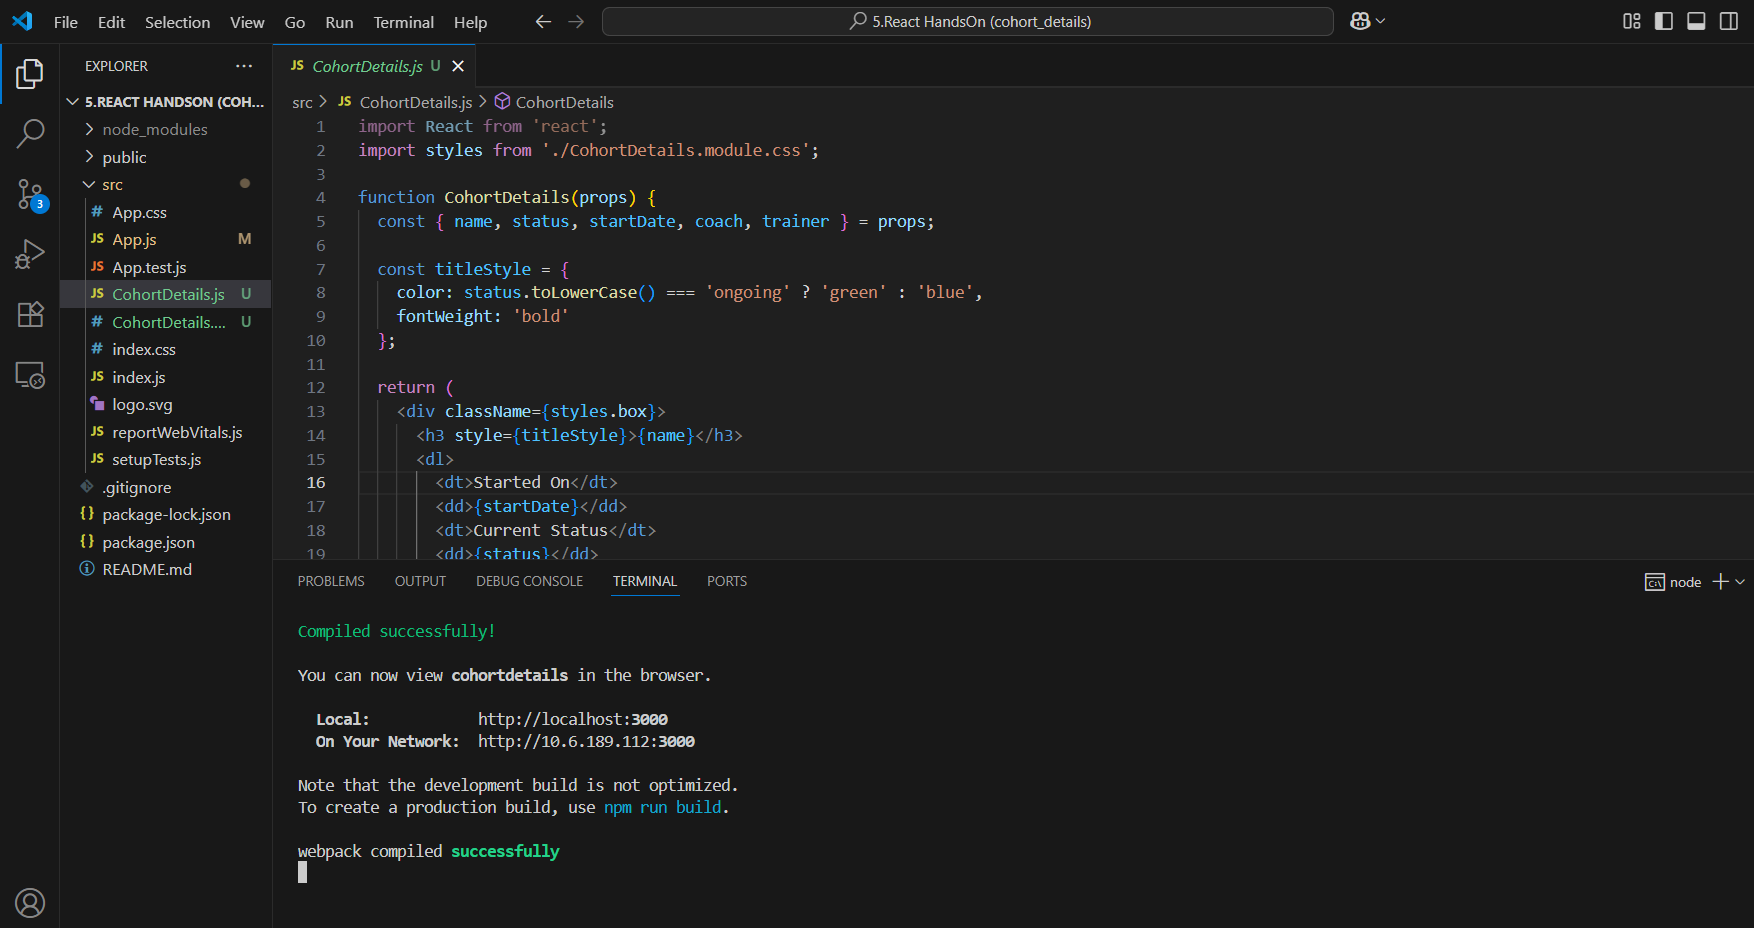 File Edit Selection View Go Run Terminal Help
5.React HandsOn (cohort_details)
EXPLORER
5.REACT HANDSON (COH...
node_modules
public
src
App.css
App.js M
App.test.js
CohortDetails.js U
CohortDetails.... U
index.css
index.js
logo.svg
reportWebVitals.js
setupTests.js
.gitignore
package-lock.json
package.json
README.md
3
JS CohortDetails.js U
src > JS CohortDetails.js > CohortDetails
1 import React from 'react';
2 import styles from './CohortDetails.module.css';
3
4 function CohortDetails(props) {
5 const { name, status, startDate, coach, trainer } = props;
6
7 const titleStyle = {
8 color: status.toLowerCase() === 'ongoing' ? 'green' : 'blue',
9 fontWeight: 'bold'
10 };
11
12 return (
13 <div className={styles.box}>
14 <h3 style={titleStyle}>{name}</h3>
15 <dl>
16 <dt>Started On</dt>
17 <dd>{startDate}</dd>
18 <dt>Current Status</dt>
19 <dd>{status}</dd>
PROBLEMS OUTPUT DEBUG CONSOLE TERMINAL PORTS
node
Compiled successfully!
You can now view cohortdetails in the browser.
Local: http://localhost:3000
On Your Network: http://10.6.189.112:3000
Note that the development build is not optimized.
To create a production build, use npm run build.
webpack compiled successfully